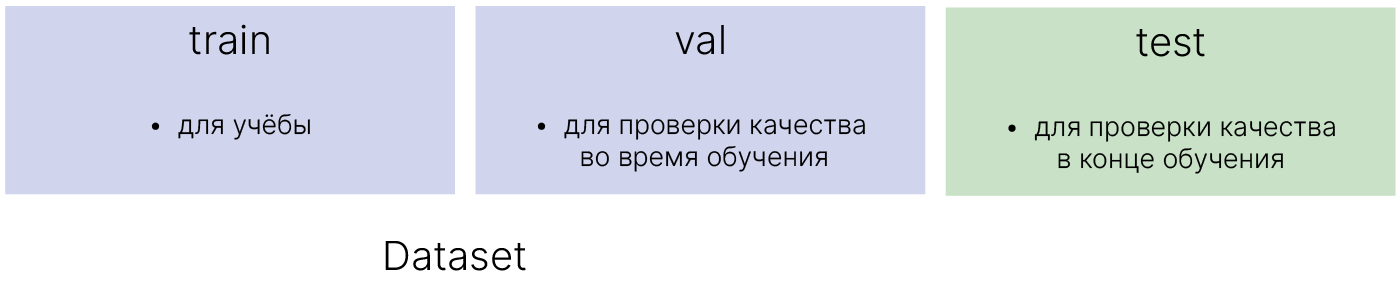 train
• для учёбы
val
• для проверки качества
во время обучения
test
• для проверки качества
в конце обучения
Dataset